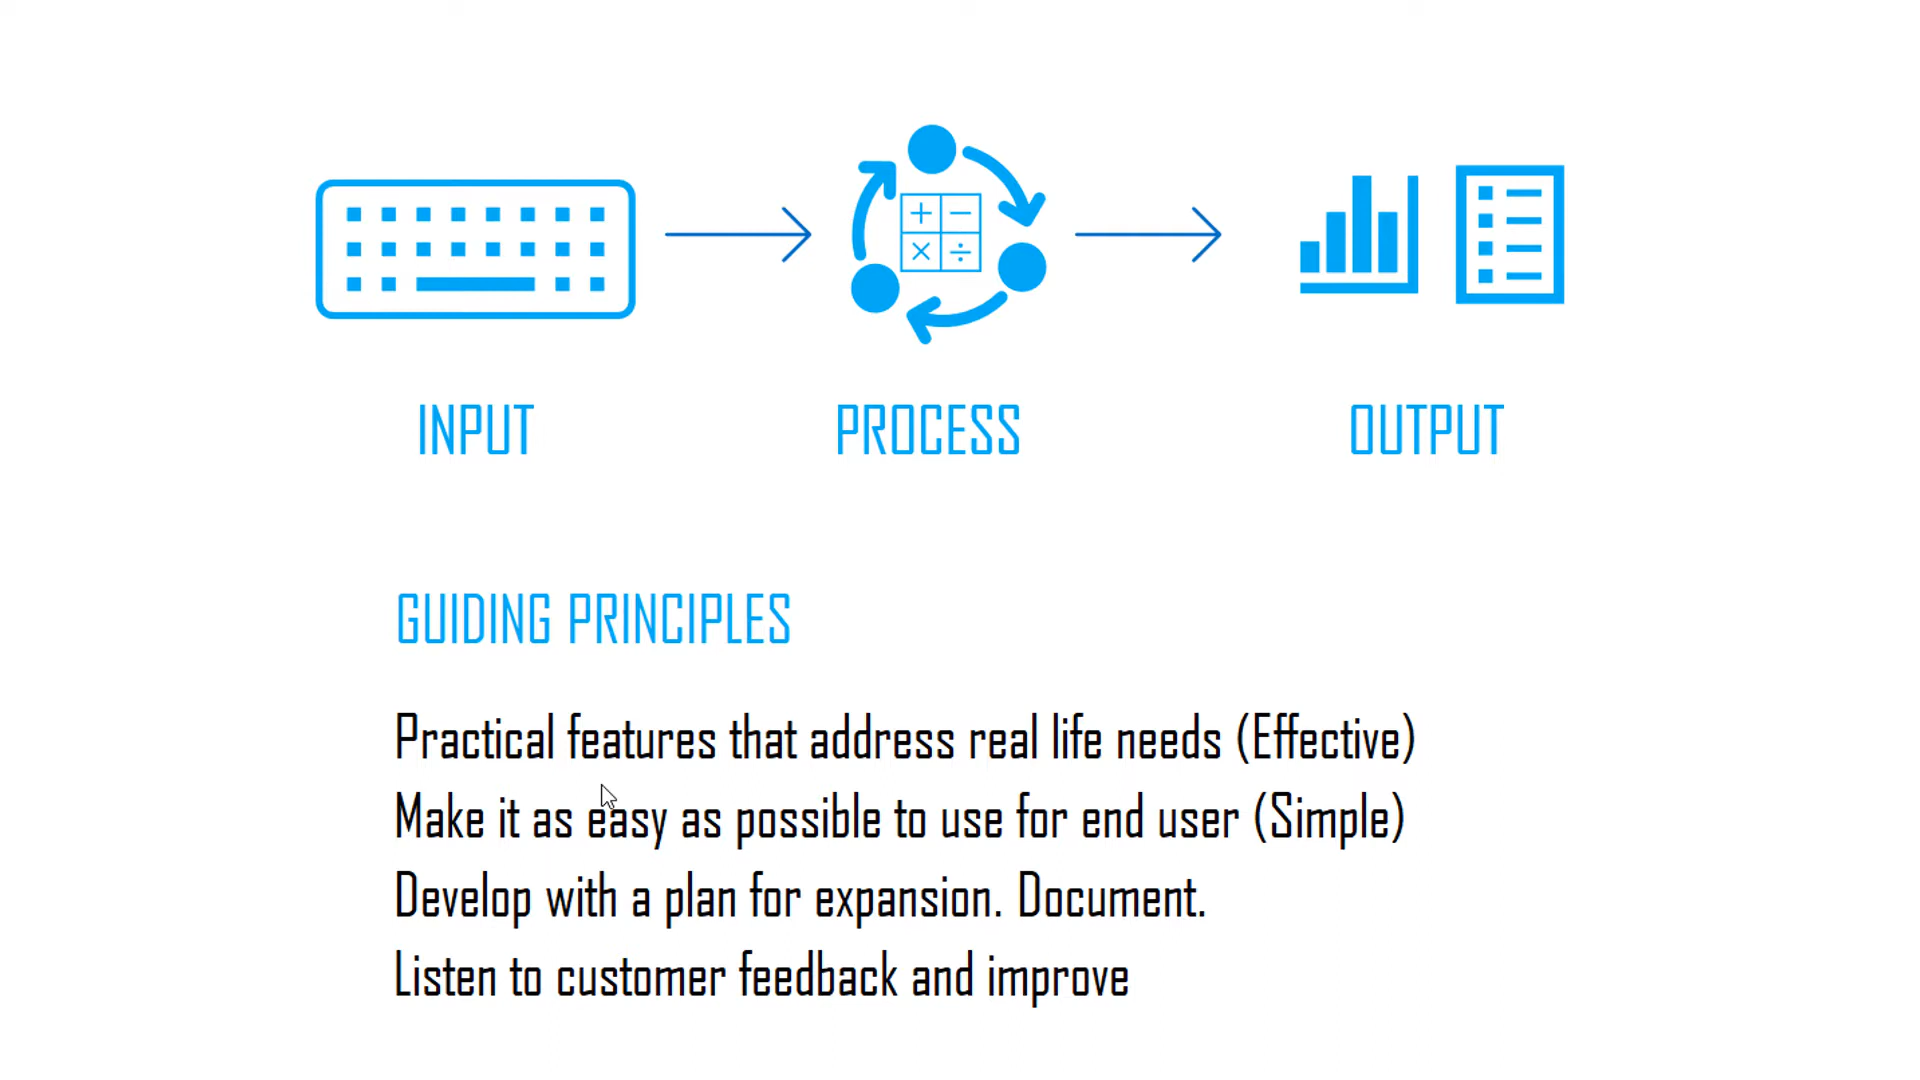 INPUT PROCESS OUTPUT
GUIDING PRINCIPLES
Practical features that address real life needs (Effective)
Make it as easy as possible to use for end user (Simple)
Develop with a plan for expansion. Document.
Listen to customer feedback and improve